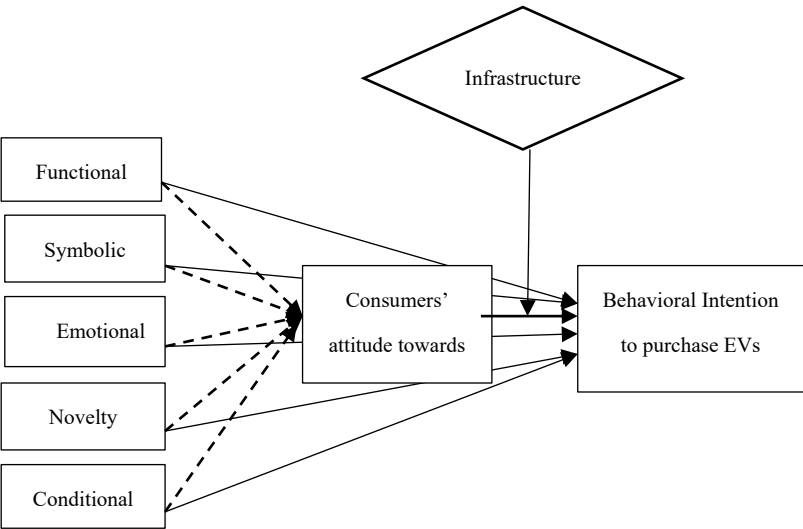 Infrastructure
Functional
Symbolic
Emotional
Novelty
Conditional
Consumers’
attitude towards
Behavioral Intention
to purchase EVs